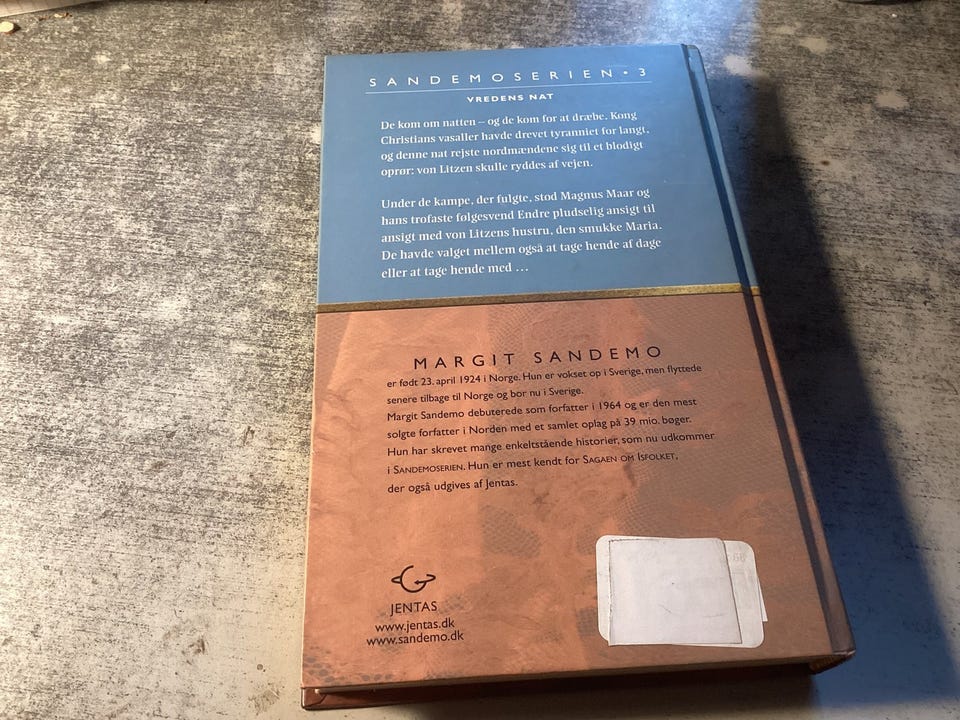 SANDEMOSERIEN • 3
VREDENS NAT
De kom om natten – og de kom for at dræbe. Kong
Christians vasaller havde drevet tyranniet for langt,
og denne nat rejste nordmændene sig til et blodigt
oprør: von Litzen skulle ryddes af vejen.
Under de kampe, der fulgte, stod Magnus Maar og
hans trofaste følgesvend Endre pludselig ansigt til
ansigt med von Litzens hustru, den smukke Maria.
De havde valget mellem også at tage hende af dage
eller at tage hende med ...
MARGIT SANDEMO
er født 23. april 1924 i Norge. Hun er vokset op i Sverige, men flyttede
senere tilbage til Norge og bor nu i Sverige.
Margit Sandemo debuterede som forfatter i 1964 og er den mest
solgte forfatter i Norden med et samlet oplag på 39 mio. bøger.
Hun har skrevet mange enkeltstående historier, som nu udkommer
i SANDEMOSERIEN. Hun er mest kendt for SAGAEN OM ISFOLKET,
der også udgives af Jentas.
JENTAS
www.jentas.dk
www.sandemo.dk